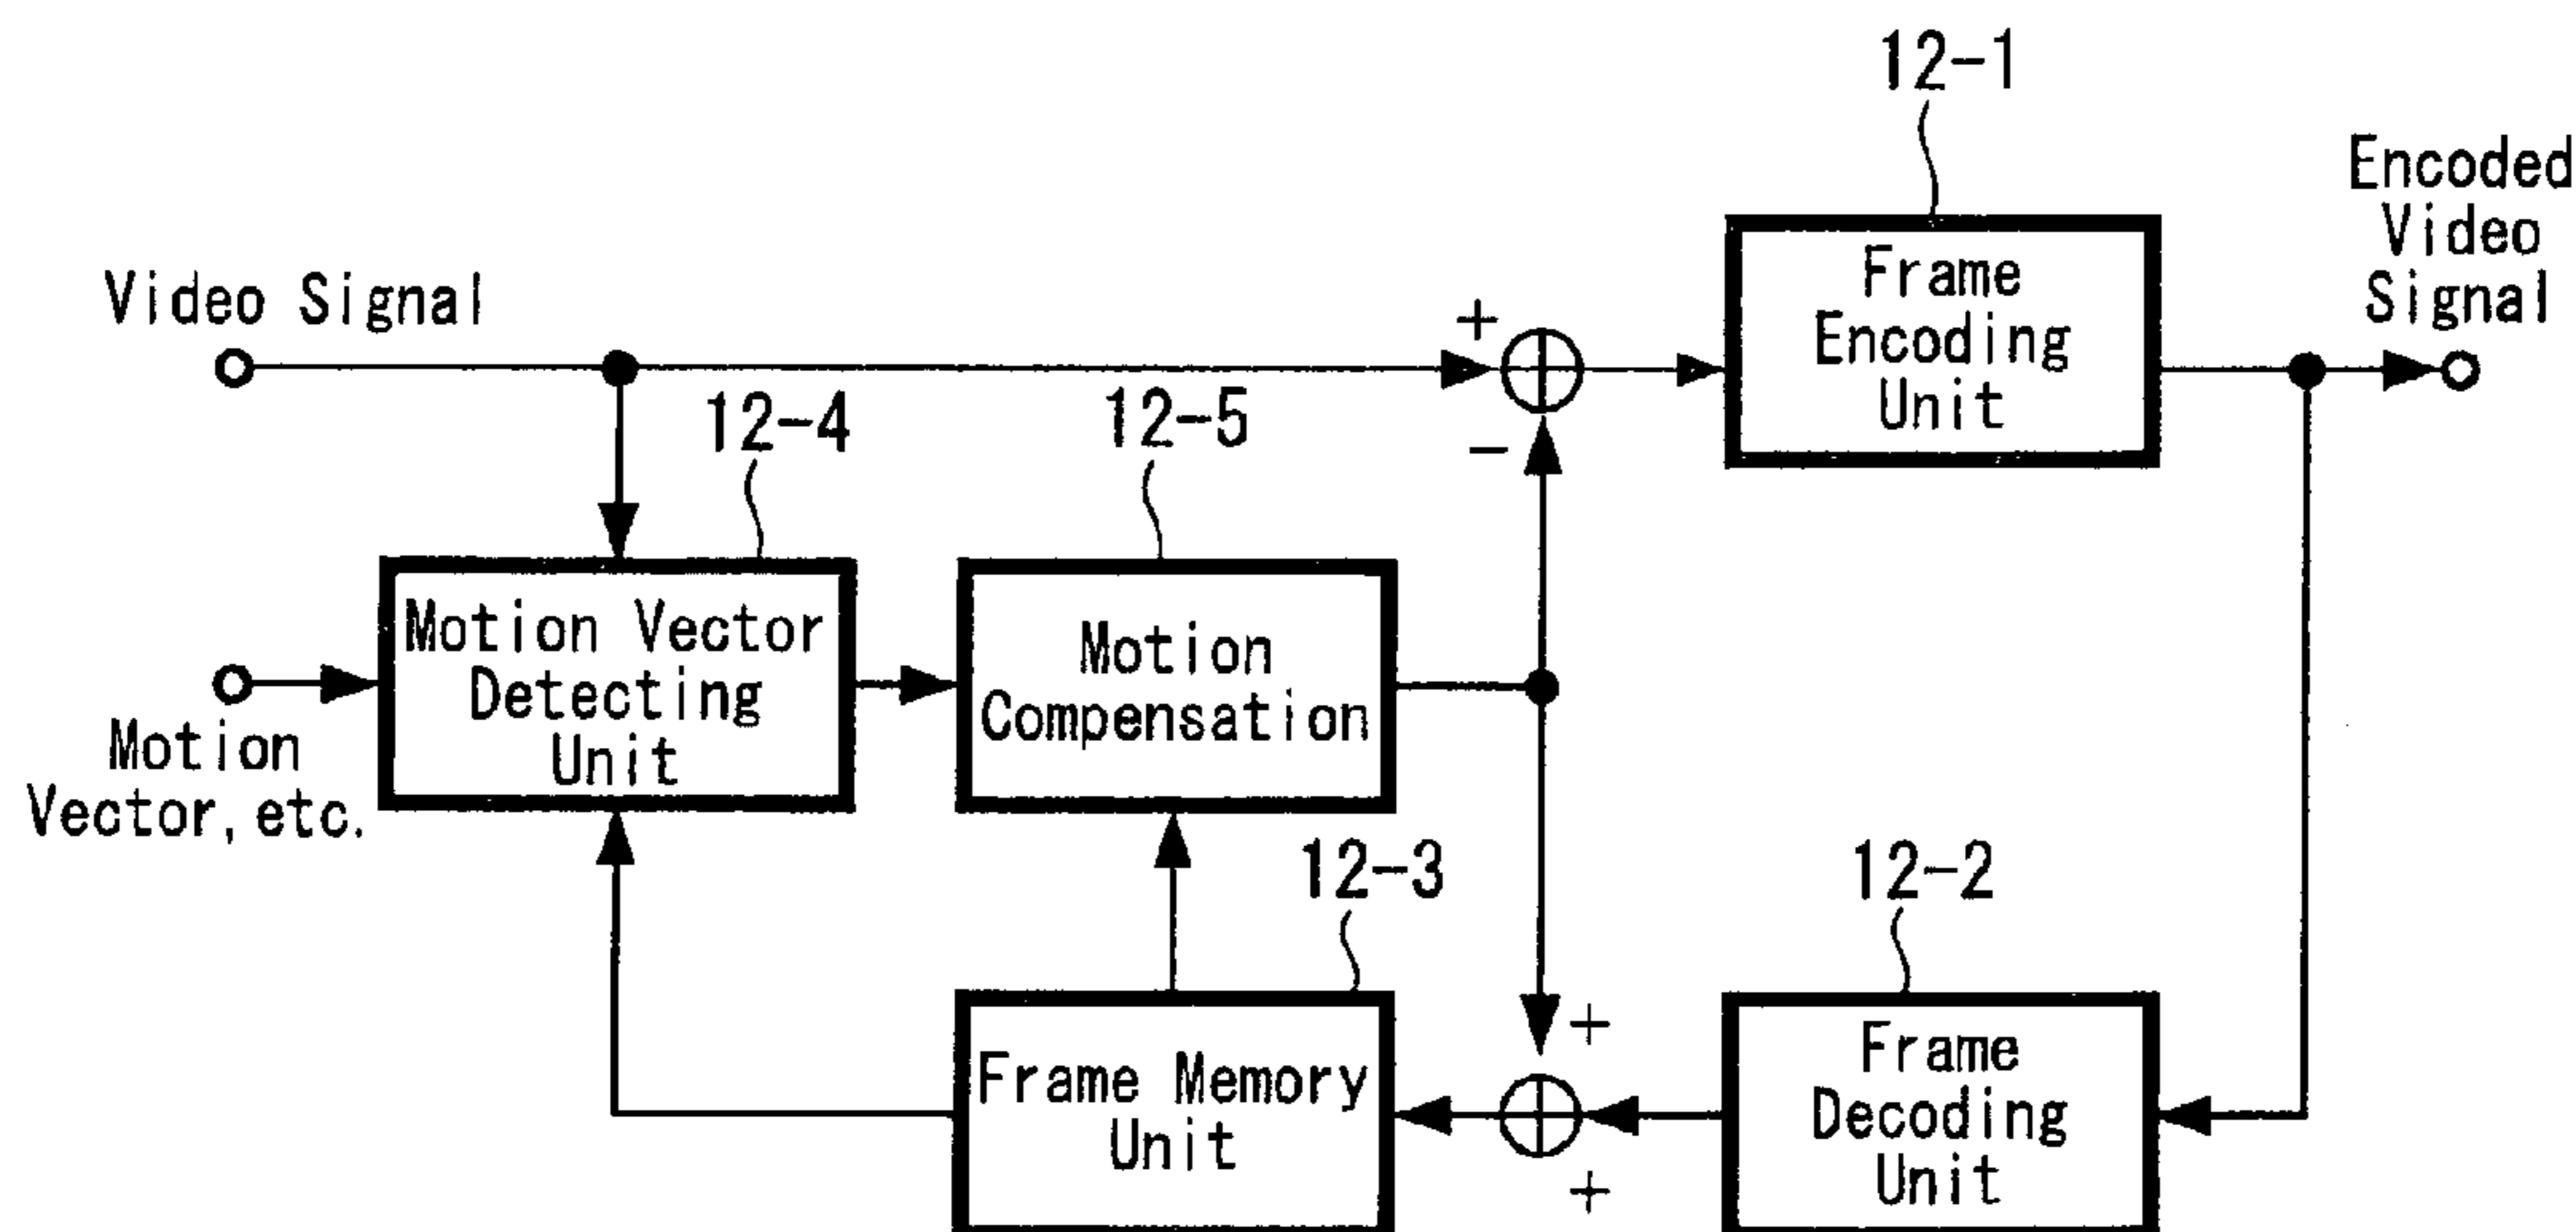 12-1
Encoded
Video
Signal
Video Signal
+
-
Frame
Encoding
Unit
12-4
12-5
Motion Vector
Detecting
Unit
Motion
Compensation
Motion
Vector, etc.
12-3
12-2
Frame Memory
Unit
+
+
Frame
Decoding
Unit